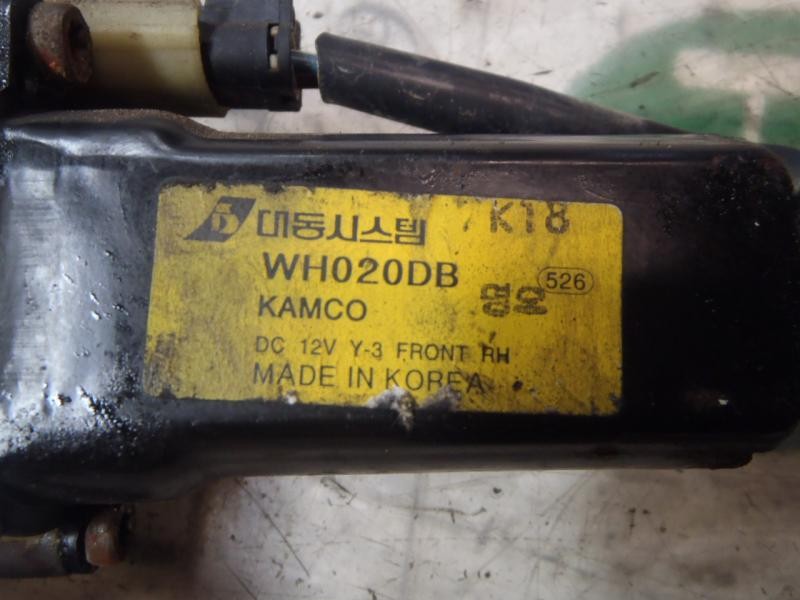 대동시스템 K18
WH020DB 526
KAMCO 영오
DC 12V Y-3 FRONT RH
MADE IN KOREA